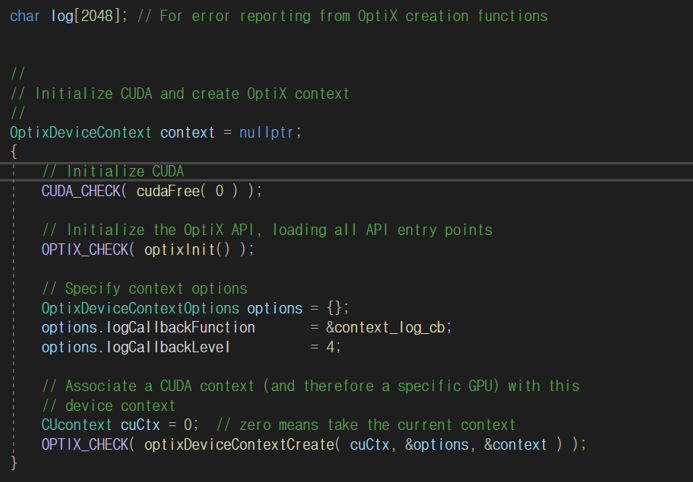 char log[2048]; // For error reporting from OptiX creation functions
//
// Initialize CUDA and create OptiX context
//
OptixDeviceContext context = nullptr;
{
// Initialize CUDA
CUDA_CHECK( cudaFree( 0 ) );
// Initialize the OptiX API, loading all API entry points
OPTIX_CHECK( optixInit() );
// Specify context options
OptixDeviceContextOptions options = {};
options.logCallbackFunction       = &context_log_cb;
options.logCallbackLevel          = 4;
// Associate a CUDA context (and therefore a specific GPU) with this
// device context
CUcontext cuCtx = 0;  // zero means take the current context
OPTIX_CHECK( optixDeviceContextCreate( cuCtx, &options, &context ) );
}